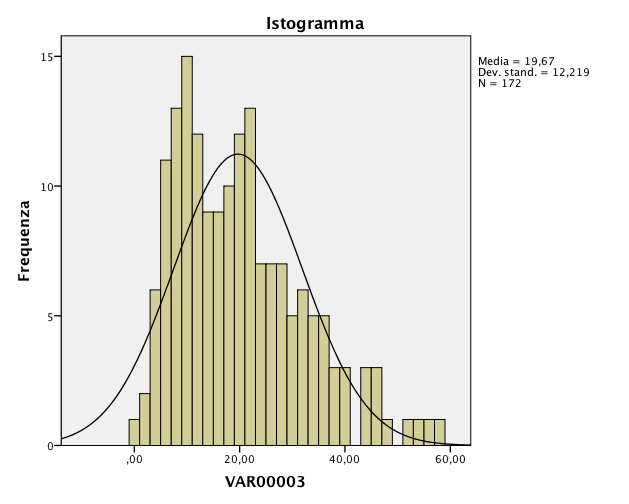 Istogramma
Media = 19,67
Dev. stand. = 12,219
N = 172
15
10
5
0
Frequenza
,00
20,00
40,00
60,00
VAR00003